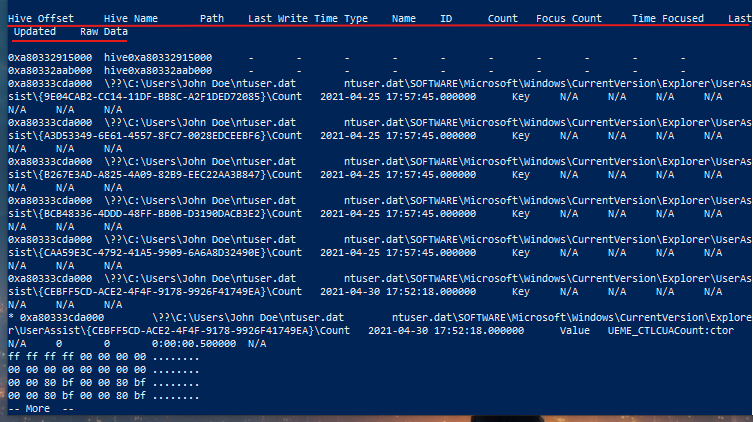 Hive Offset Hive Name Path Last Write Time Type Name ID Count Focus Count Time Focused Last
Updated Raw Data
0xa80332915000 hive0xa80332915000 - - - - - - - - - -
0xa80332aab000 hive0xa80332aab000 - - - - - - - - - -
0xa80333cda000 \??\C:\Users\John Doe\ntuser.dat ntuser.dat\SOFTWARE\Microsoft\Windows\CurrentVersion\Explorer\UserAs
sist\{9E04CAB2-CC14-11DF-BB8C-A2F1DED72085}\Count 2021-04-25 17:57:45.000000 Key N/A N/A N/A N/A
N/A N/A N/A
0xa80333cda000 \??\C:\Users\John Doe\ntuser.dat ntuser.dat\SOFTWARE\Microsoft\Windows\CurrentVersion\Explorer\UserAs
sist\{A3D53349-6E61-4557-8FC7-0028EDCEEBF6}\Count 2021-04-25 17:57:45.000000 Key N/A N/A N/A N/A
N/A N/A N/A
0xa80333cda000 \??\C:\Users\John Doe\ntuser.dat ntuser.dat\SOFTWARE\Microsoft\Windows\CurrentVersion\Explorer\UserAs
sist\{B267E3AD-A825-4A09-82B9-EEC22AA3B847}\Count 2021-04-25 17:57:45.000000 Key N/A N/A N/A N/A
N/A N/A N/A
0xa80333cda000 \??\C:\Users\John Doe\ntuser.dat ntuser.dat\SOFTWARE\Microsoft\Windows\CurrentVersion\Explorer\UserAs
sist\{BCB48336-4DDD-48FF-BB0B-D3190DACB3E2}\Count 2021-04-25 17:57:45.000000 Key N/A N/A N/A N/A
N/A N/A N/A
0xa80333cda000 \??\C:\Users\John Doe\ntuser.dat ntuser.dat\SOFTWARE\Microsoft\Windows\CurrentVersion\Explorer\UserAs
sist\{CAA59E3C-4792-41A5-9909-6A6A8D32490E}\Count 2021-04-25 17:57:45.000000 Key N/A N/A N/A N/A
N/A N/A N/A
0xa80333cda000 \??\C:\Users\John Doe\ntuser.dat ntuser.dat\SOFTWARE\Microsoft\Windows\CurrentVersion\Explorer\UserAs
sist\{CEBFF5CD-ACE2-4F4F-9178-9926F41749EA}\Count 2021-04-30 17:52:18.000000 Key N/A N/A N/A N/A
N/A N/A N/A
* 0xa80333cda000 \??\C:\Users\John Doe\ntuser.dat ntuser.dat\SOFTWARE\Microsoft\Windows\CurrentVersion\Explore
r\UserAssist\{CEBFF5CD-ACE2-4F4F-9178-9926F41749EA}\Count 2021-04-30 17:52:18.000000 Value UEME_CTLCUACount:ctor
N/A 0 0 0:00:00.500000 N/A
ff ff ff ff 00 00 00 00 ........
00 00 00 00 00 00 00 00 ........
00 00 80 bf 00 00 80 bf ........
00 00 80 bf 00 00 80 bf ........
-- More --